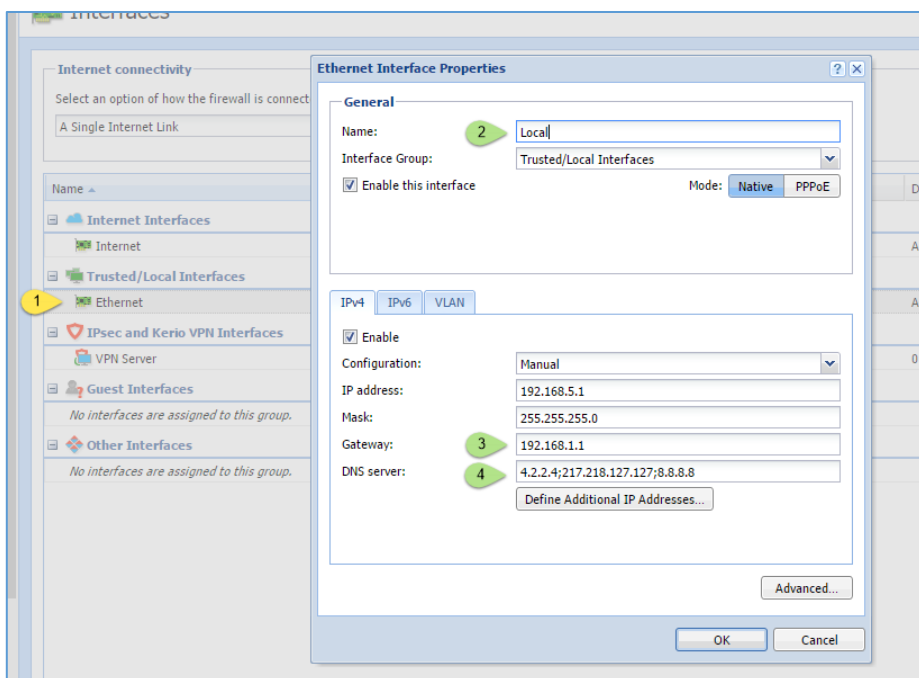 Interfaces
Internet connectivity
Select an option of how the firewall is connect
A Single Internet Link
Name
D
Internet Interfaces
Internet
A
Trusted/Local Interfaces
1
Ethernet
A
IPsec and Kerio VPN Interfaces
VPN Server
0
Guest Interfaces
No interfaces are assigned to this group.
Other Interfaces
No interfaces are assigned to this group.
Ethernet Interface Properties
?
General
Name: 2 Local
Interface Group: Trusted/Local Interfaces
Enable this interface Mode: Native PPPoE
IPv4 IPv6 VLAN
Enable
Configuration: Manual
IP address: 192.168.5.1
Mask: 255.255.255.0
Gateway: 3 192.168.1.1
DNS server: 4 4.2.2.4;217.218.127.127;8.8.8.8
Define Additional IP Addresses...
Advanced...
OK Cancel